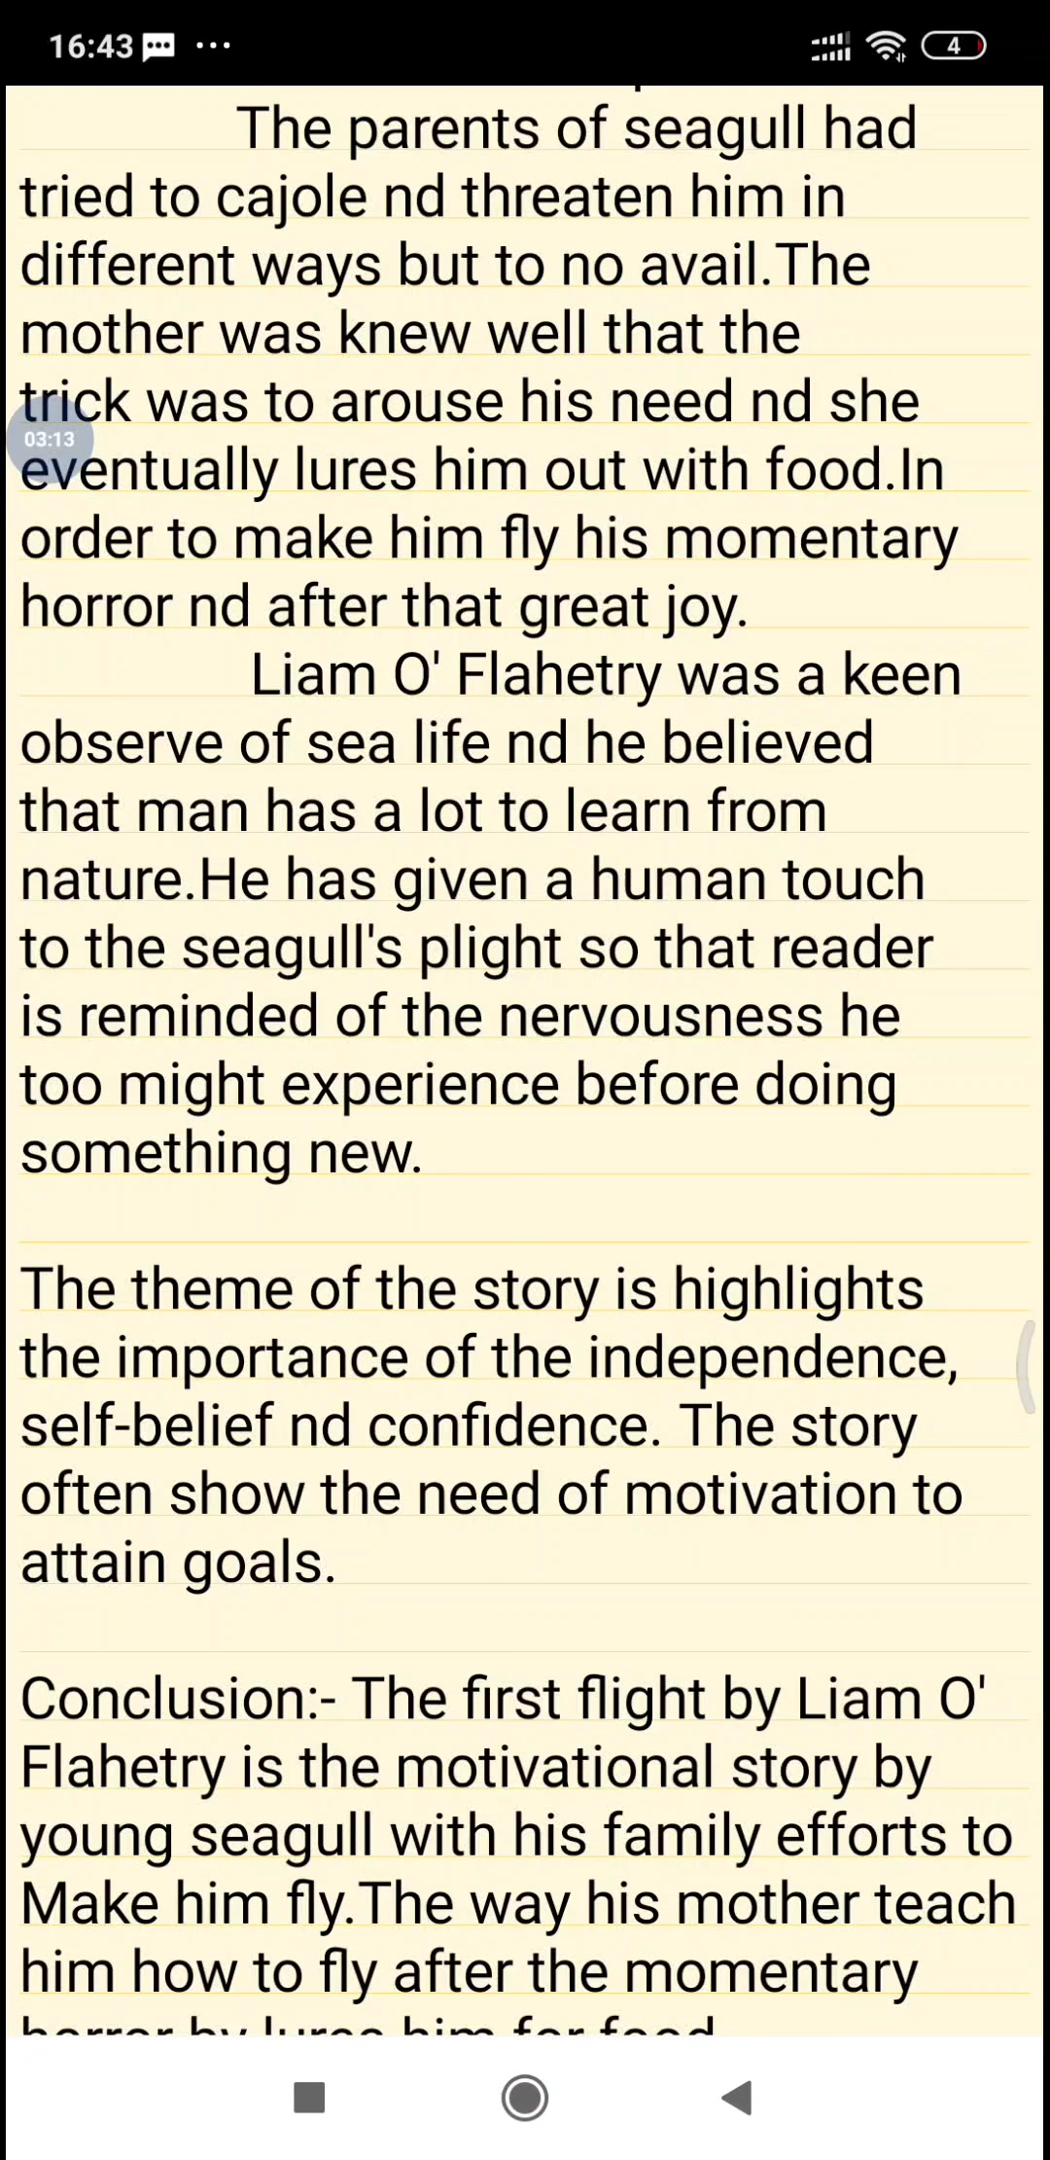 16:43
4
The parents of seagull had
tried to cajole nd threaten him in
different ways but to no avail.The
mother was knew well that the
trick was to arouse his need nd she
03:13
eventually lures him out with food.In
order to make him fly his momentary
horror nd after that great joy.
Liam O' Flahetry was a keen
observe of sea life nd he believed
that man has a lot to learn from
nature.He has given a human touch
to the seagull's plight so that reader
is reminded of the nervousness he
too might experience before doing
something new.
The theme of the story is highlights
the importance of the independence,
self-belief nd confidence. The story
often show the need of motivation to
attain goals.
Conclusion:- The first flight by Liam O'
Flahetry is the motivational story by
young seagull with his family efforts to
Make him fly.The way his mother teach
him how to fly after the momentary
horror by lures him for food